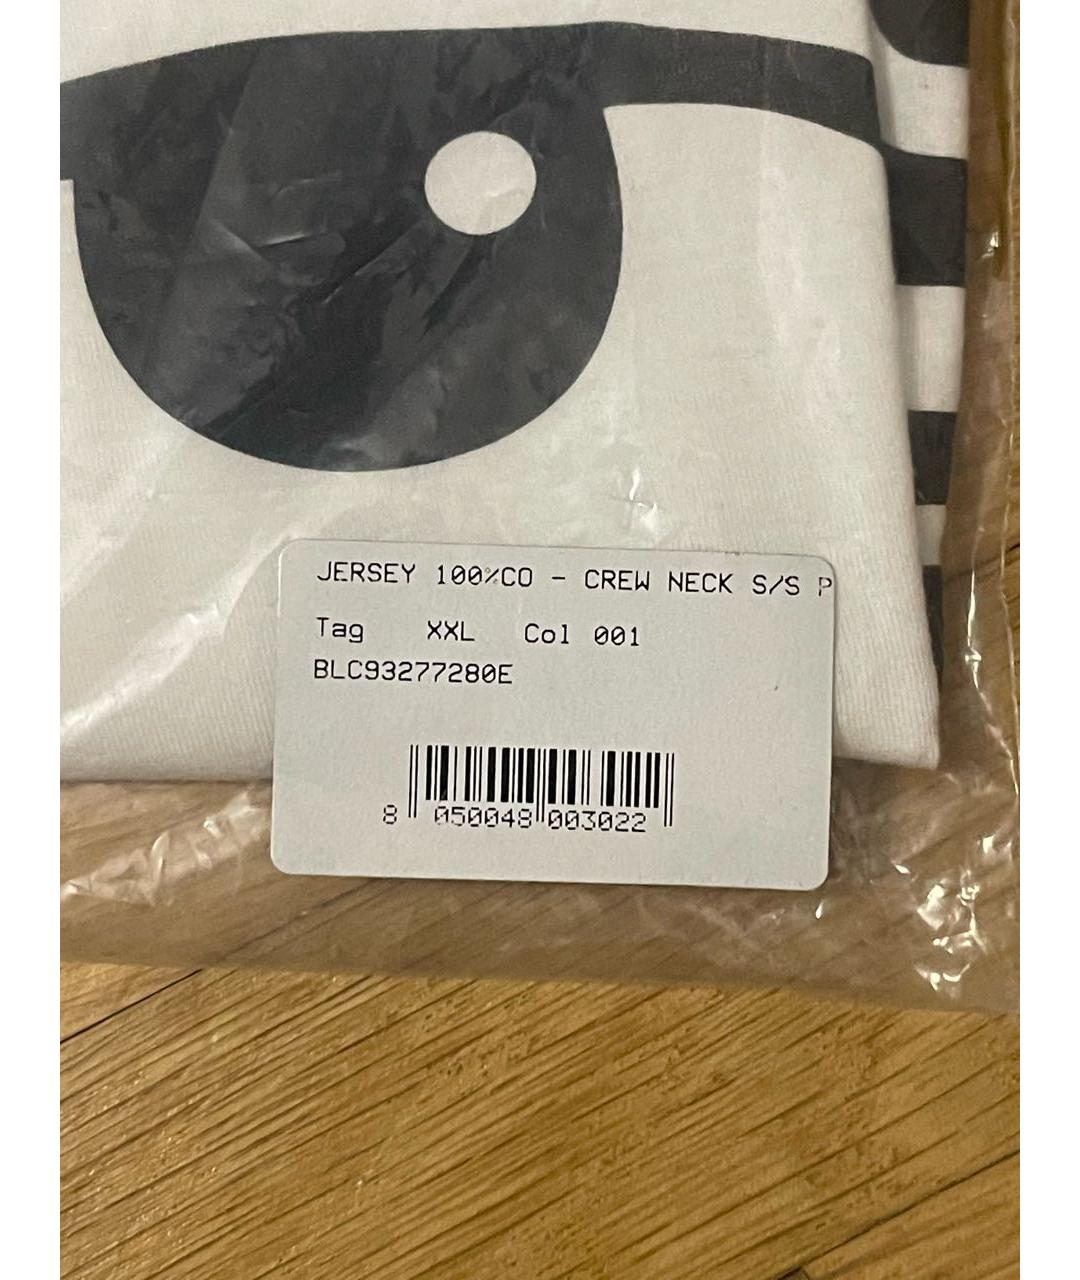 JERSEY 100%CO - CREW NECK S/S P
Tag XXL Col 001
BLC93277280E
8 050048 003022